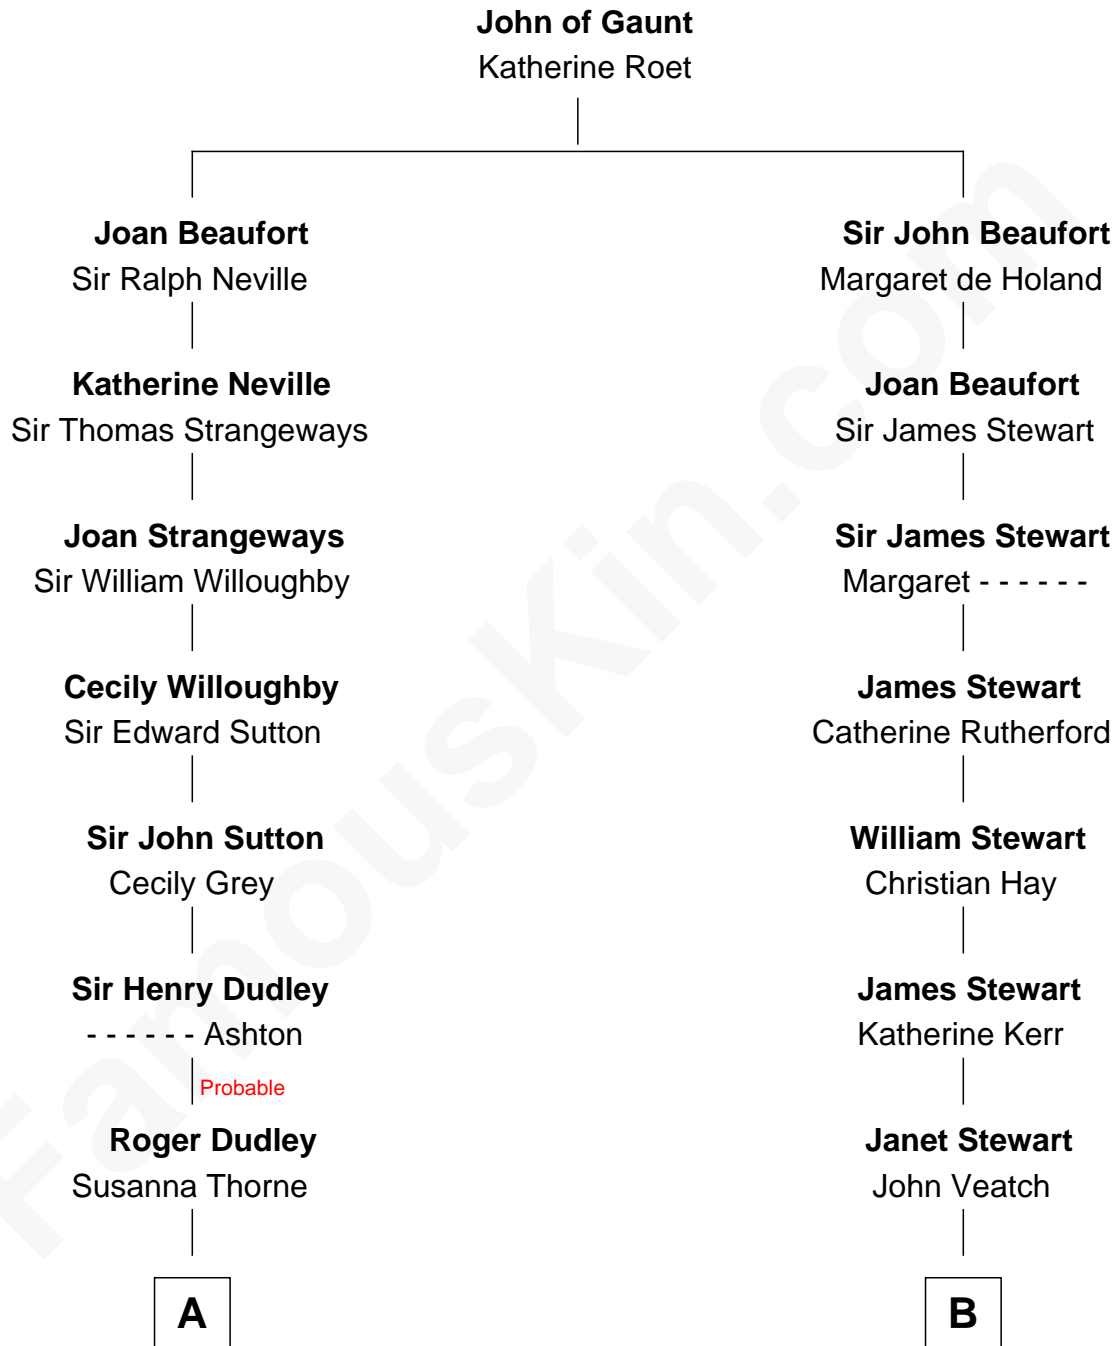 John of Gaunt
Katherine Roet
Joan Beaufort
Sir Ralph Neville
Katherine Neville
Sir Thomas Strangeways
Joan Strangeways
Sir William Willoughby
Cecily Willoughby
Sir Edward Sutton
Sir John Sutton
Cecily Grey
Sir Henry Dudley
- - - - - - Ashton
Probable
Roger Dudley
Susanna Thorne
A
Sir John Beaufort
Margaret de Holand
Joan Beaufort
Sir James Stewart
Sir James Stewart
Margaret - - - - - -
James Stewart
Catherine Rutherford
William Stewart
Christian Hay
James Stewart
Katherine Kerr
Janet Stewart
John Veatch
B
FamousKin.com